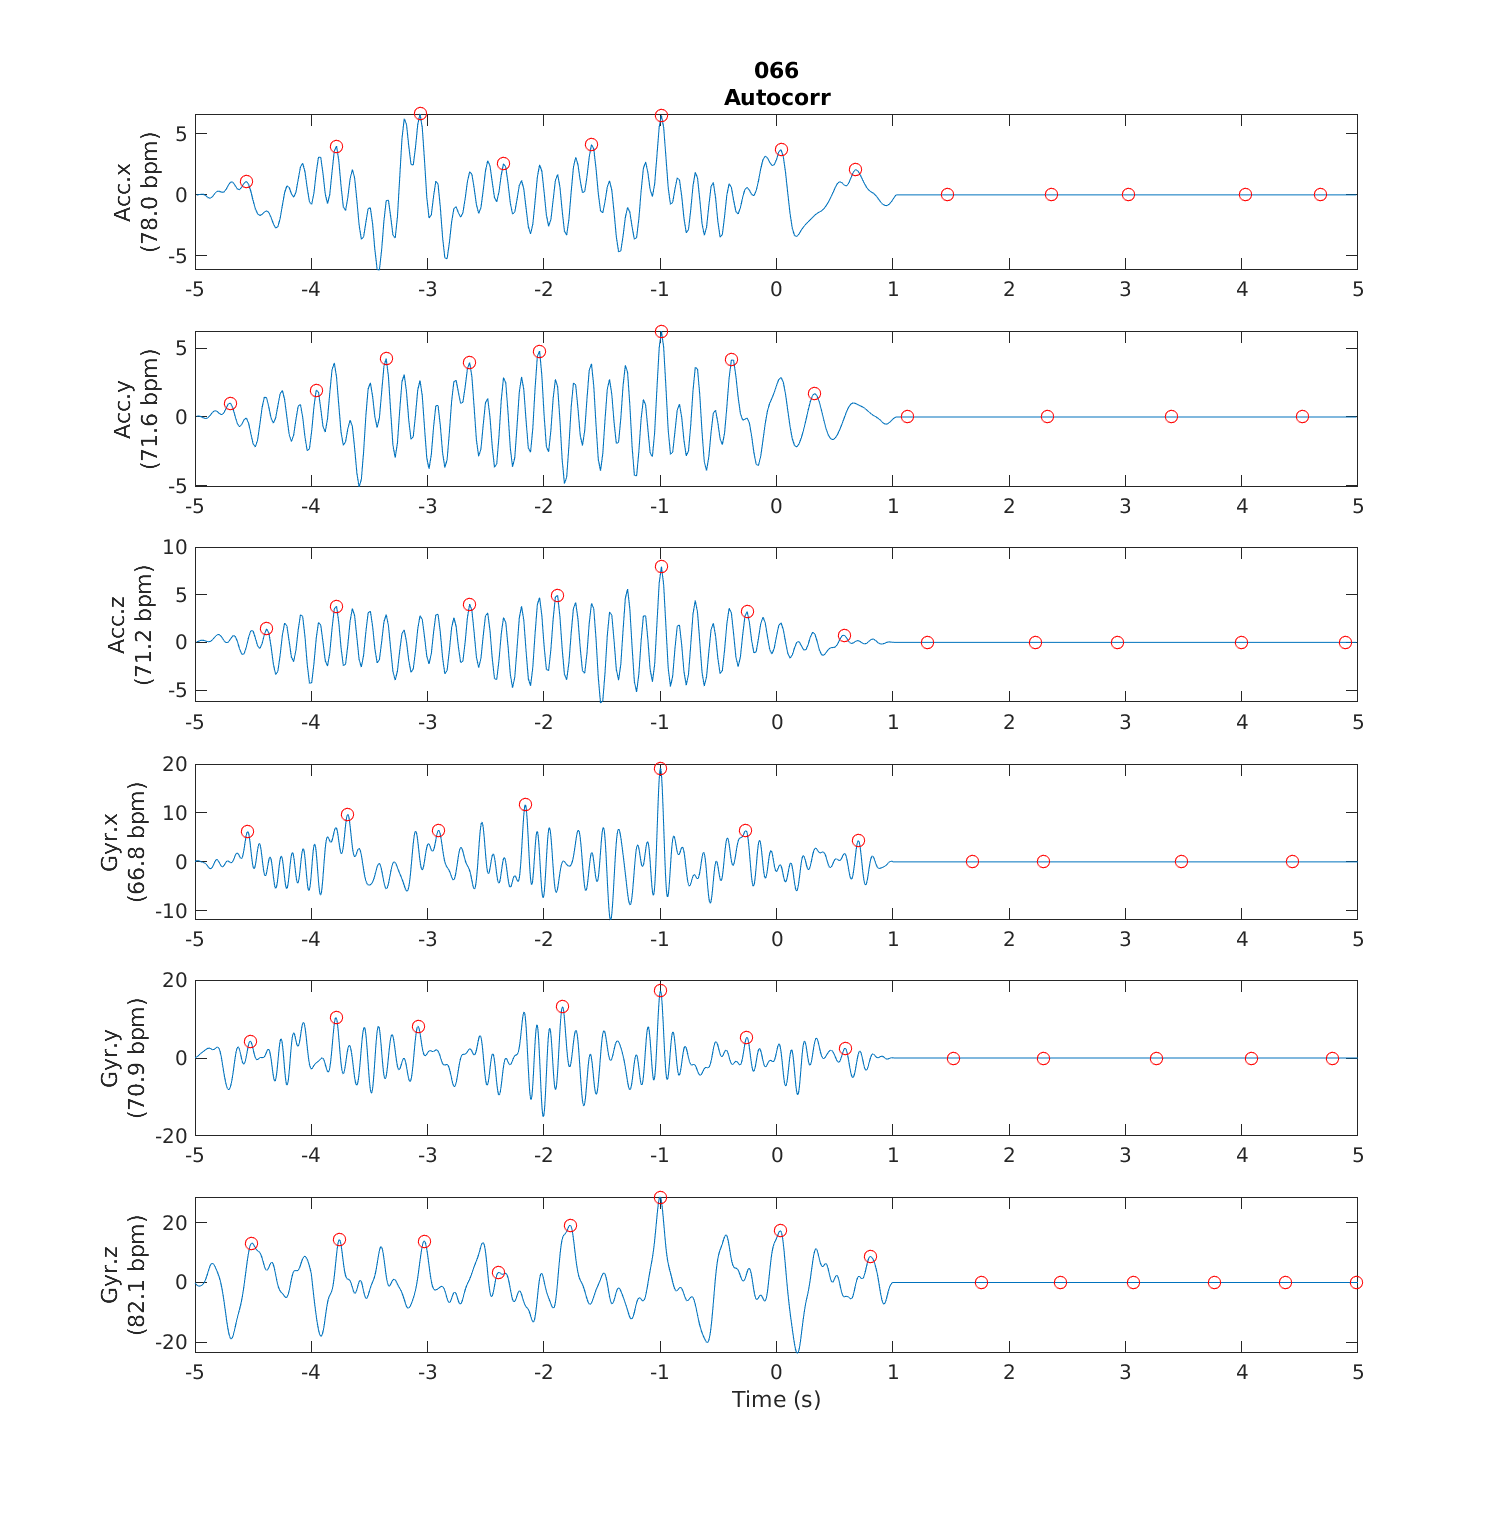 066
Autocorr
Acc.x
(78.0 bpm)
5
0
-5
-5 -4 -3 -2 -1 0 1 2 3 4 5
Acc.y
(71.6 bpm)
5
0
-5
-5 -4 -3 -2 -1 0 1 2 3 4 5
Acc.z
(71.2 bpm)
10
5
0
-5
-5 -4 -3 -2 -1 0 1 2 3 4 5
Gyr.x
(66.8 bpm)
20
10
0
-10
-5 -4 -3 -2 -1 0 1 2 3 4 5
Gyr.y
(70.9 bpm)
20
0
-20
-5 -4 -3 -2 -1 0 1 2 3 4 5
Gyr.z
(82.1 bpm)
20
0
-20
-5 -4 -3 -2 -1 0 1 2 3 4 5
Time (s)